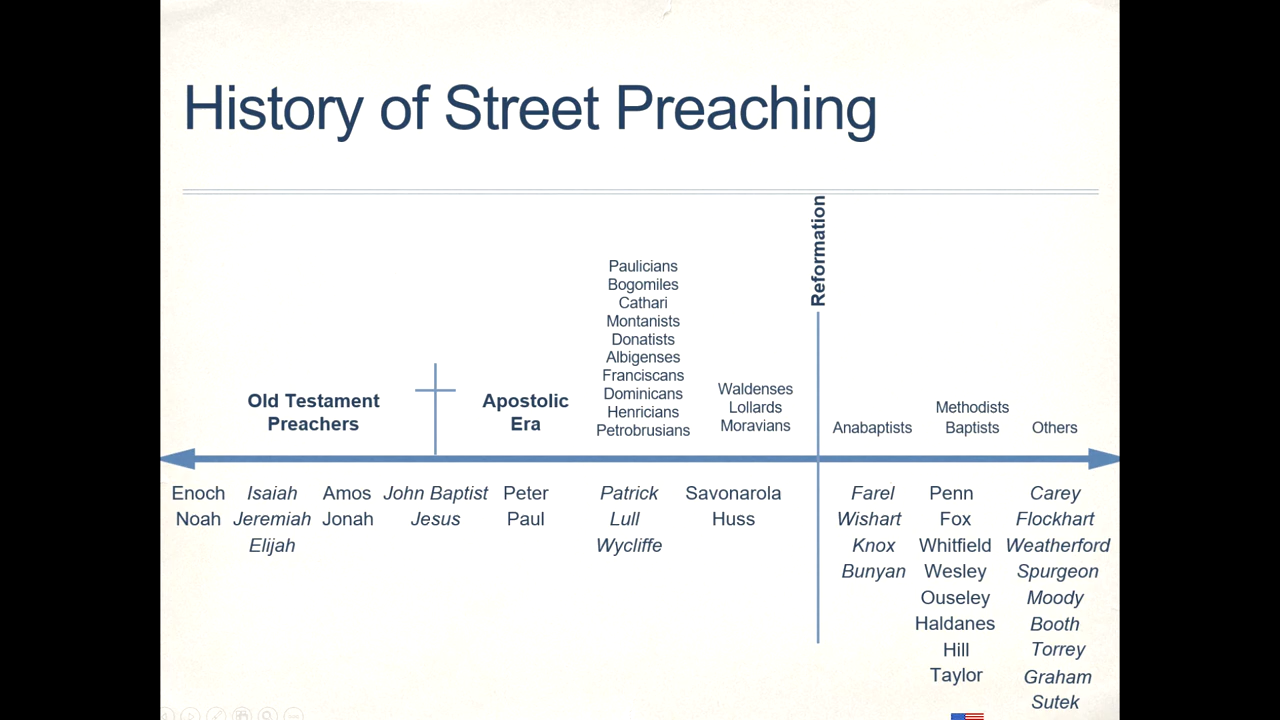 History of Street Preaching
Reformation
Paulicians
Bogomiles
Cathari
Montanists
Donatists
Albigenses
Franciscans
Dominicans
Henricians
Petrobrusians
Waldenses
Lollards
Moravians
Old Testament
Preachers
Apostolic
Era
Anabaptists
Methodists
Baptists
Others
Enoch
Noah
Isaiah
Jeremiah
Elijah
Amos
Jonah
John Baptist
Jesus
Peter
Paul
Patrick
Lull
Wycliffe
Savonarola
Huss
Farel
Wishart
Knox
Bunyan
Penn
Fox
Whitfield
Wesley
Ouseley
Haldanes
Hill
Taylor
Carey
Flockhart
Weatherford
Spurgeon
Moody
Booth
Torrey
Graham
Sutek